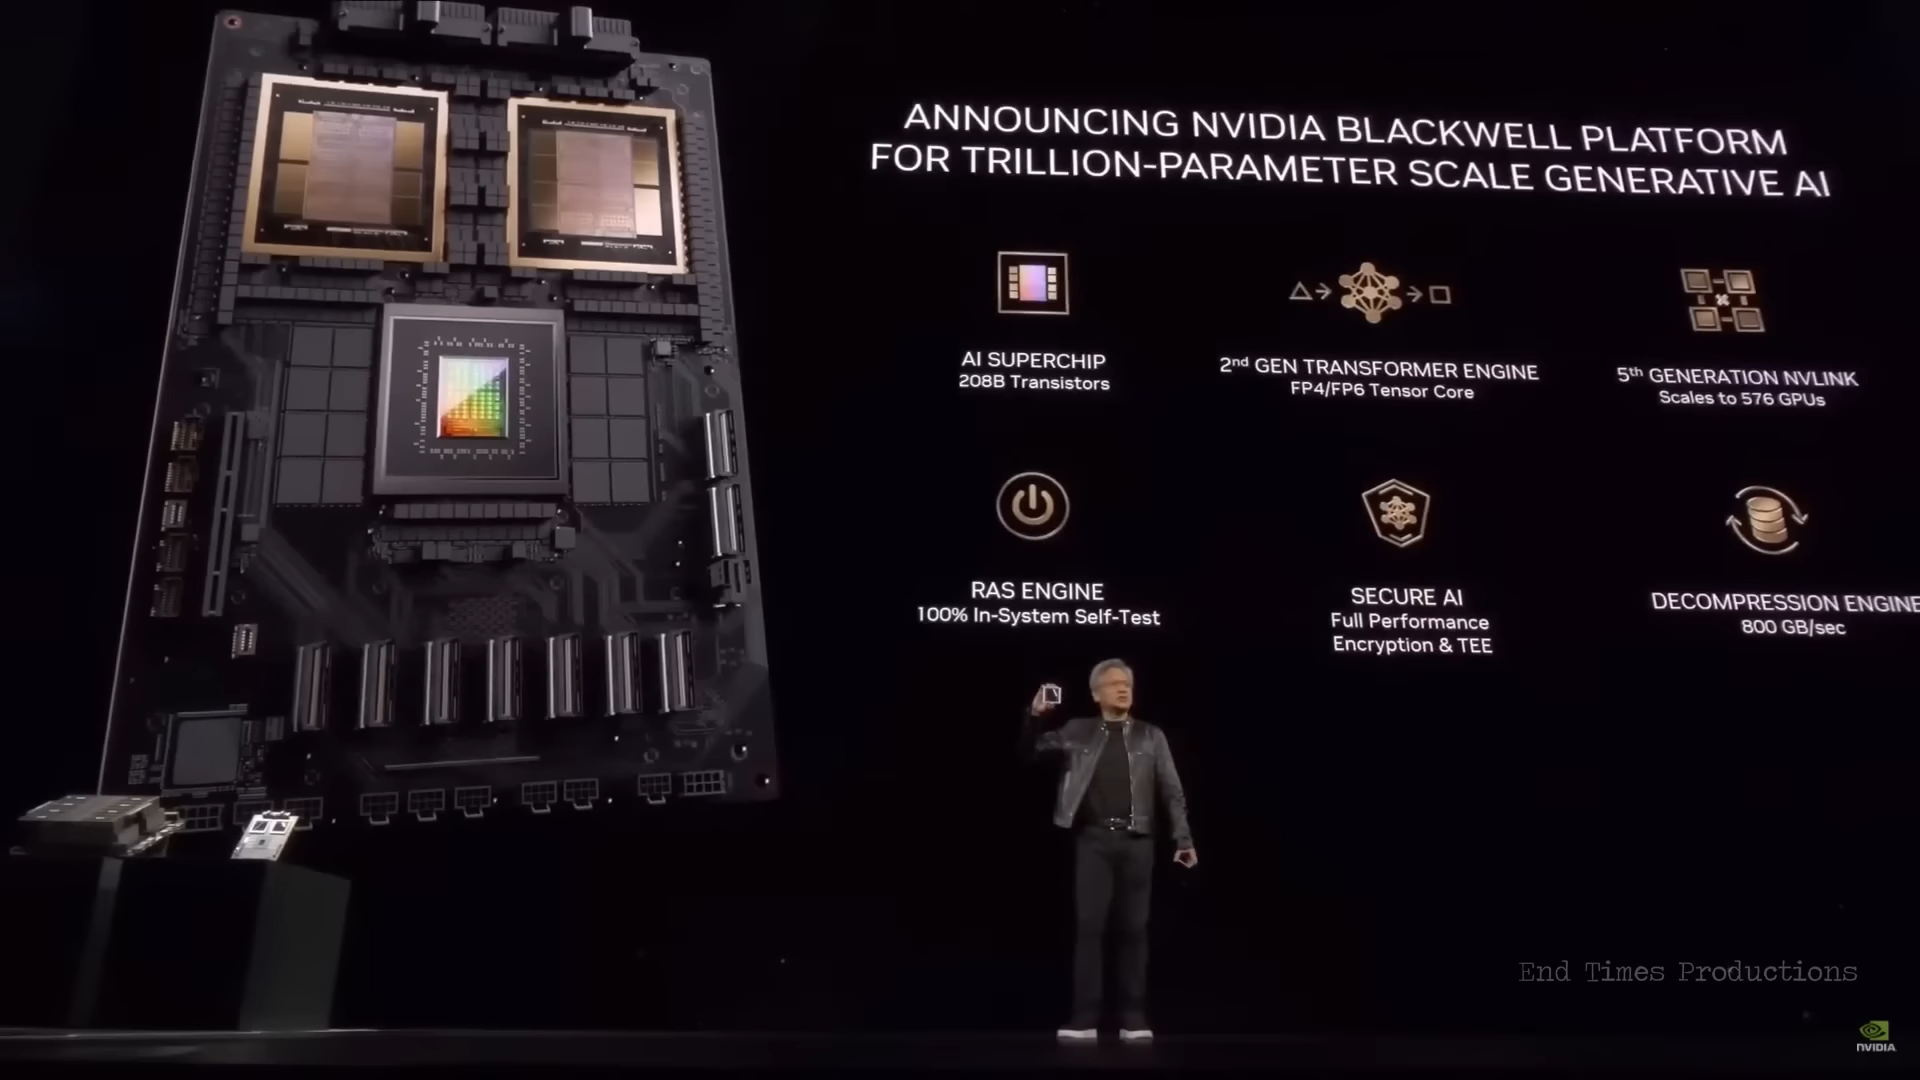 ANNOUNCING NVIDIA BLACKWELL PLATFORM
FOR TRILLION-PARAMETER SCALE GENERATIVE AI
AI SUPERCHIP
208B Transistors
2nd GEN TRANSFORMER ENGINE
FP4/FP6 Tensor Core
5th GENERATION NVLINK
Scales to 576 GPUs
RAS ENGINE
100% In-System Self-Test
SECURE AI
Full Performance
Encryption & TEE
DECOMPRESSION ENGINE
800 GB/sec
End Times Productions
NVIDIA